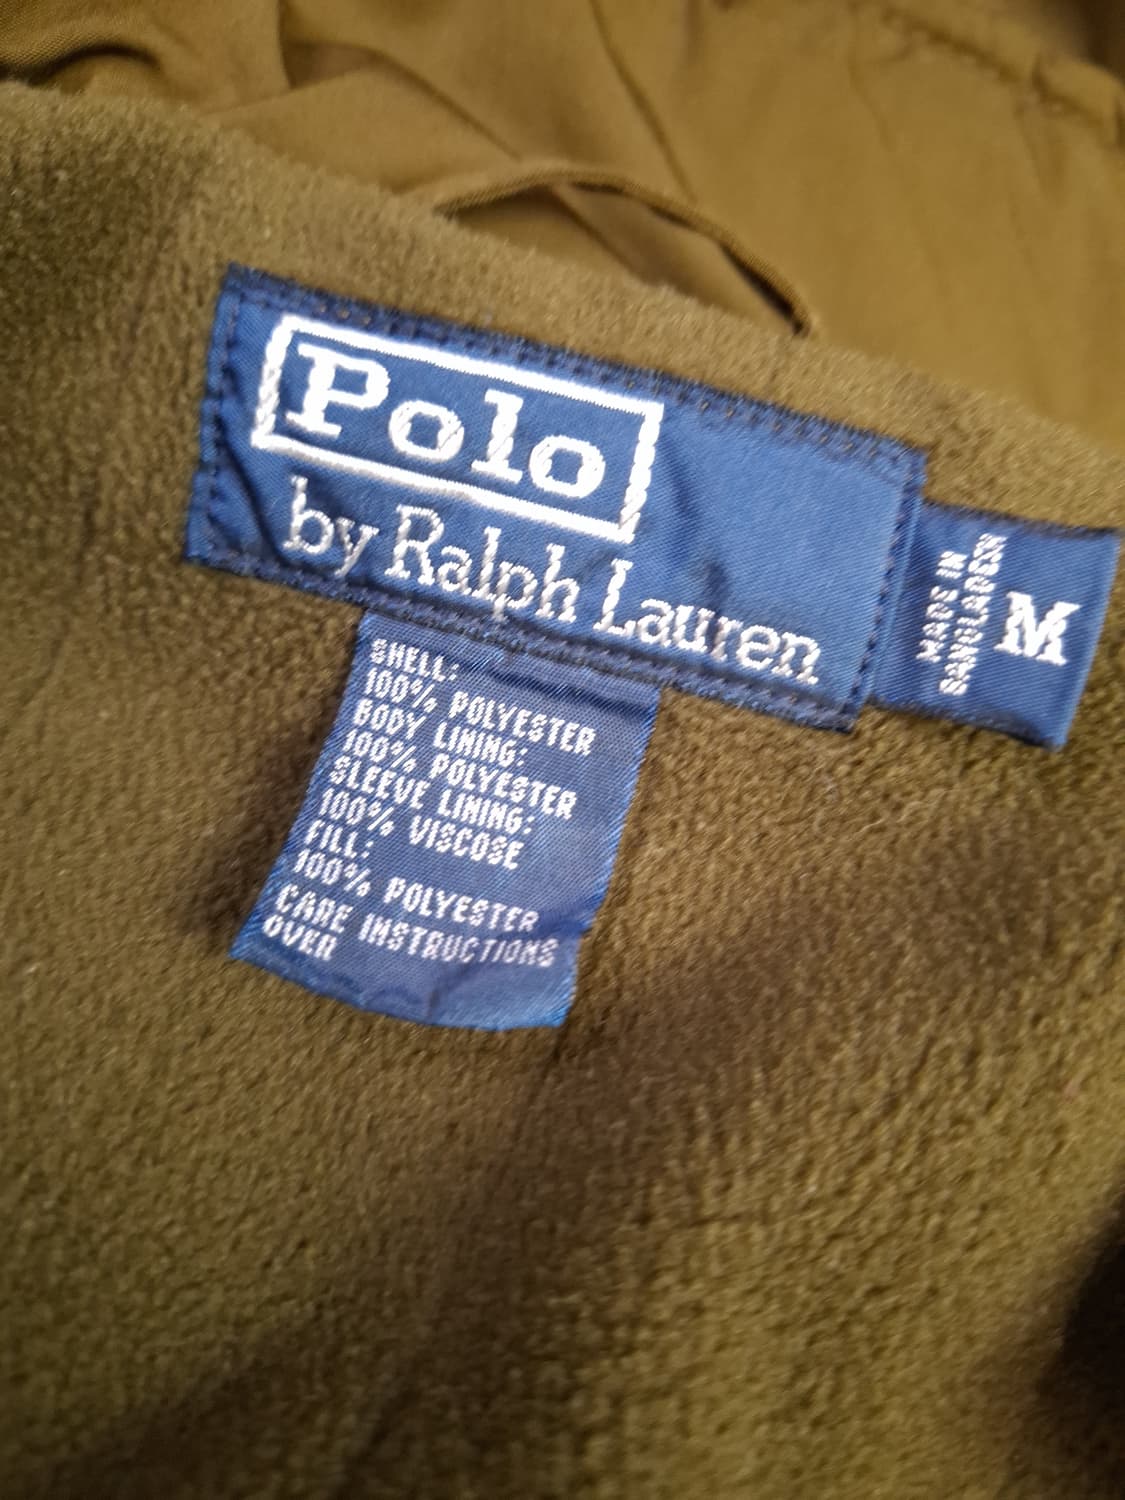 Polo
by Ralph Lauren
MADE IN
BANGLADESH
M
SHELL:
100% POLYESTER
BODY LINING:
100% POLYESTER
SLEEVE LINING:
100% VISCOSE
FILL:
100% POLYESTER
CARE INSTRUCTIONS
OVER